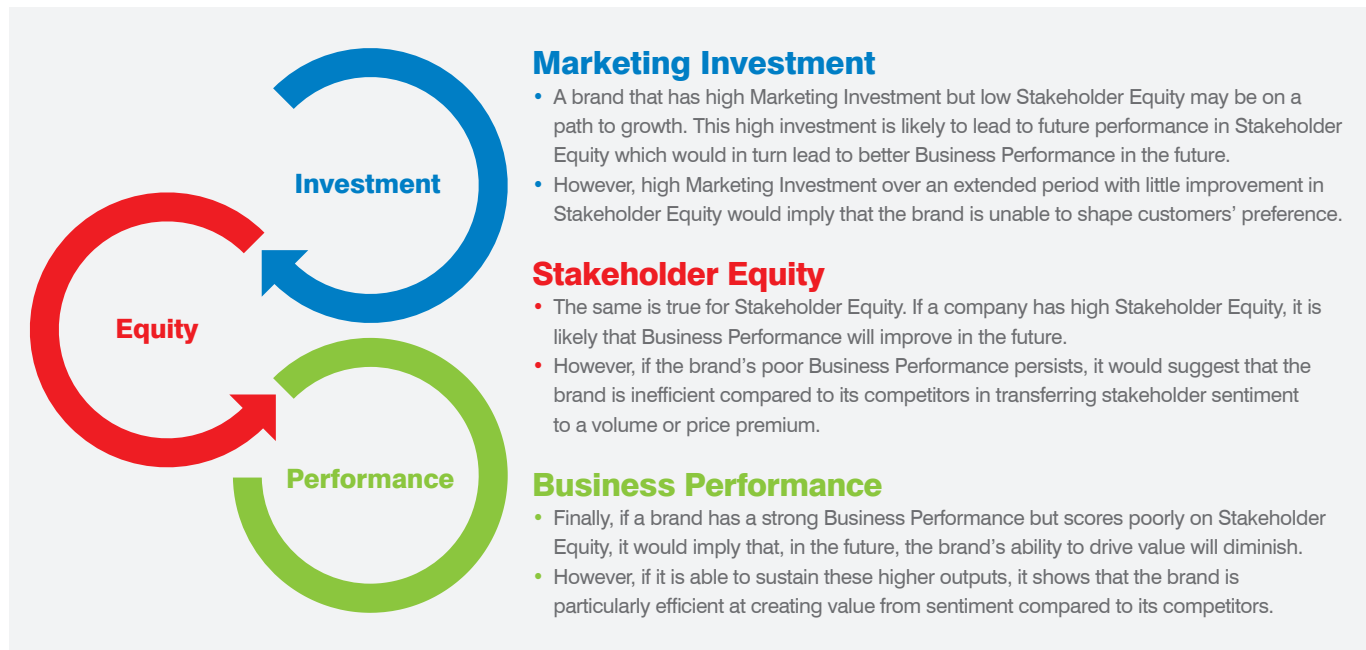 Investment
Equity
Performance
Marketing Investment
• A brand that has high Marketing Investment but low Stakeholder Equity may be on a
path to growth. This high investment is likely to lead to future performance in Stakeholder
Equity which would in turn lead to better Business Performance in the future.
• However, high Marketing Investment over an extended period with little improvement in
Stakeholder Equity would imply that the brand is unable to shape customers’ preference.
Stakeholder Equity
• The same is true for Stakeholder Equity. If a company has high Stakeholder Equity, it is
likely that Business Performance will improve in the future.
• However, if the brand’s poor Business Performance persists, it would suggest that the
brand is inefficient compared to its competitors in transferring stakeholder sentiment
to a volume or price premium.
Business Performance
• Finally, if a brand has a strong Business Performance but scores poorly on Stakeholder
Equity, it would imply that, in the future, the brand’s ability to drive value will diminish.
• However, if it is able to sustain these higher outputs, it shows that the brand is
particularly efficient at creating value from sentiment compared to its competitors.